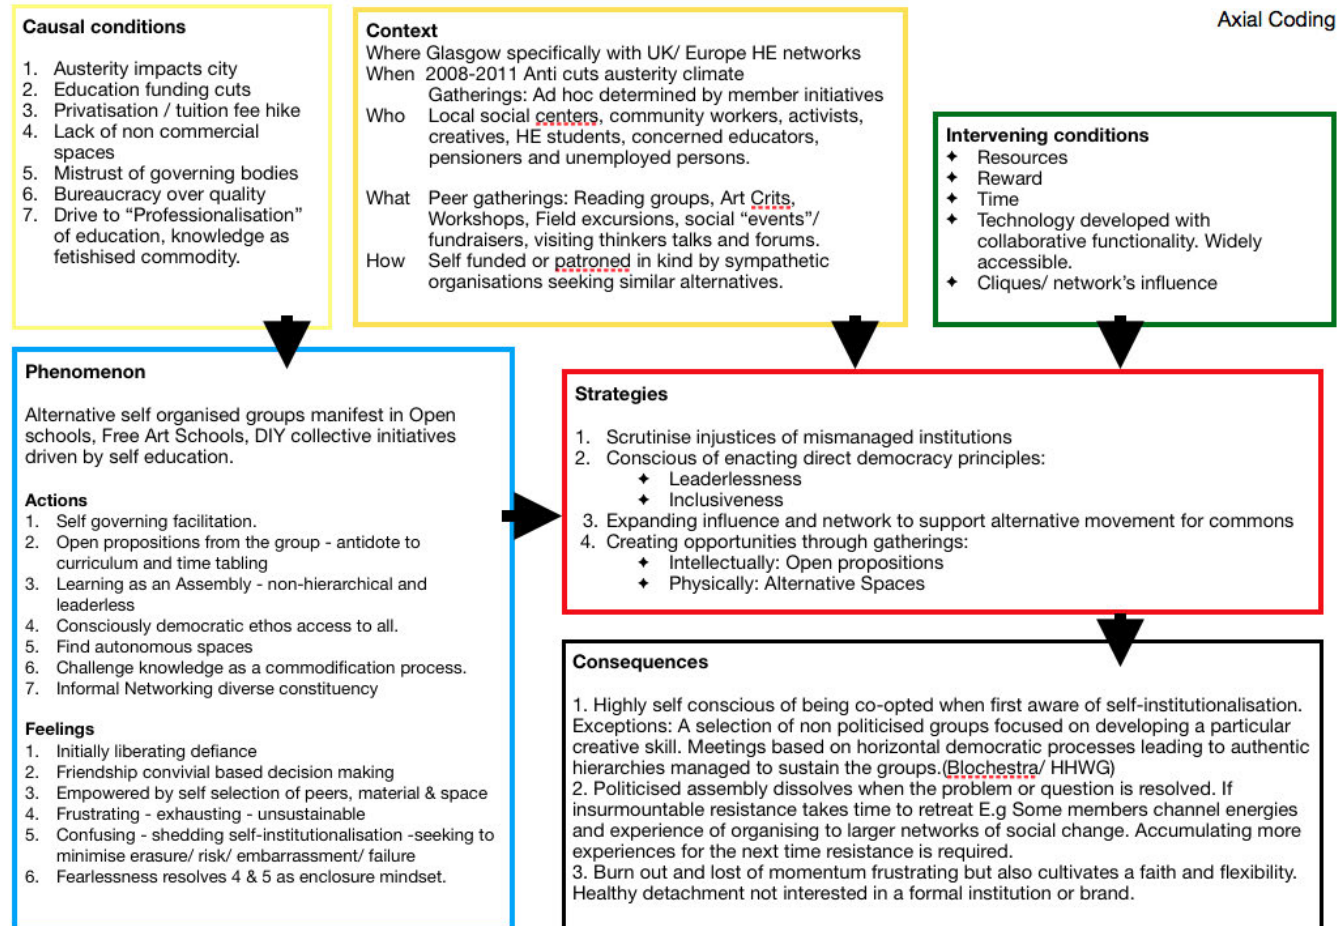 Axial Coding
Causal conditions
1. Austerity impacts city
2. Education funding cuts
3. Privatisation / tuition fee hike
4. Lack of non commercial
spaces
5. Mistrust of governing bodies
6. Bureaucracy over quality
7. Drive to “Professionalisation”
of education, knowledge as
fetishised commodity.
Context
Where Glasgow specifically with UK/ Europe HE networks
When 2008-2011 Anti cuts austerity climate
Gatherings: Ad hoc determined by member initiatives
Who Local social centers, community workers, activists,
creatives, HE students, concerned educators,
pensioners and unemployed persons.
What Peer gatherings: Reading groups, Art Crits,
Workshops, Field excursions, social “events”/
fundraisers, visiting thinkers talks and forums.
How Self funded or patroned in kind by sympathetic
organisations seeking similar alternatives.
Intervening conditions
✦ Resources
✦ Reward
✦ Time
✦ Technology developed with
collaborative functionality. Widely
accessible.
✦ Cliques/ network’s influence
Phenomenon
Alternative self organised groups manifest in Open
schools, Free Art Schools, DIY collective initiatives
driven by self education.
Actions
1. Self governing facilitation.
2. Open propositions from the group - antidote to
curriculum and time tabling
3. Learning as an Assembly - non-hierarchical and
leaderless
4. Consciously democratic ethos access to all.
5. Find autonomous spaces
6. Challenge knowledge as a commodification process.
7. Informal Networking diverse constituency
Feelings
1. Initially liberating defiance
2. Friendship convivial based decision making
3. Empowered by self selection of peers, material & space
4. Frustrating - exhausting - unsustainable
5. Confusing - shedding self-institutionalisation -seeking to
minimise erasure/ risk/ embarrassment/ failure
6. Fearlessness resolves 4 & 5 as enclosure mindset.
Strategies
1. Scrutinise injustices of mismanaged institutions
2. Conscious of enacting direct democracy principles:
✦ Leaderlessness
✦ Inclusiveness
3. Expanding influence and network to support alternative movement for commons
4. Creating opportunities through gatherings:
✦ Intellectually: Open propositions
✦ Physically: Alternative Spaces
Consequences
1. Highly self conscious of being co-opted when first aware of self-institutionalisation.
Exceptions: A selection of non politicised groups focused on developing a particular
creative skill. Meetings based on horizontal democratic processes leading to authentic
hierarchies managed to sustain the groups.(Blochestra/ HHWG)
2. Politicised assembly dissolves when the problem or question is resolved. If
insurmountable resistance takes time to retreat E.g Some members channel energies
and experience of organising to larger networks of social change. Accumulating more
experiences for the next time resistance is required.
3. Burn out and lost of momentum frustrating but also cultivates a faith and flexibility.
Healthy detachment not interested in a formal institution or brand.